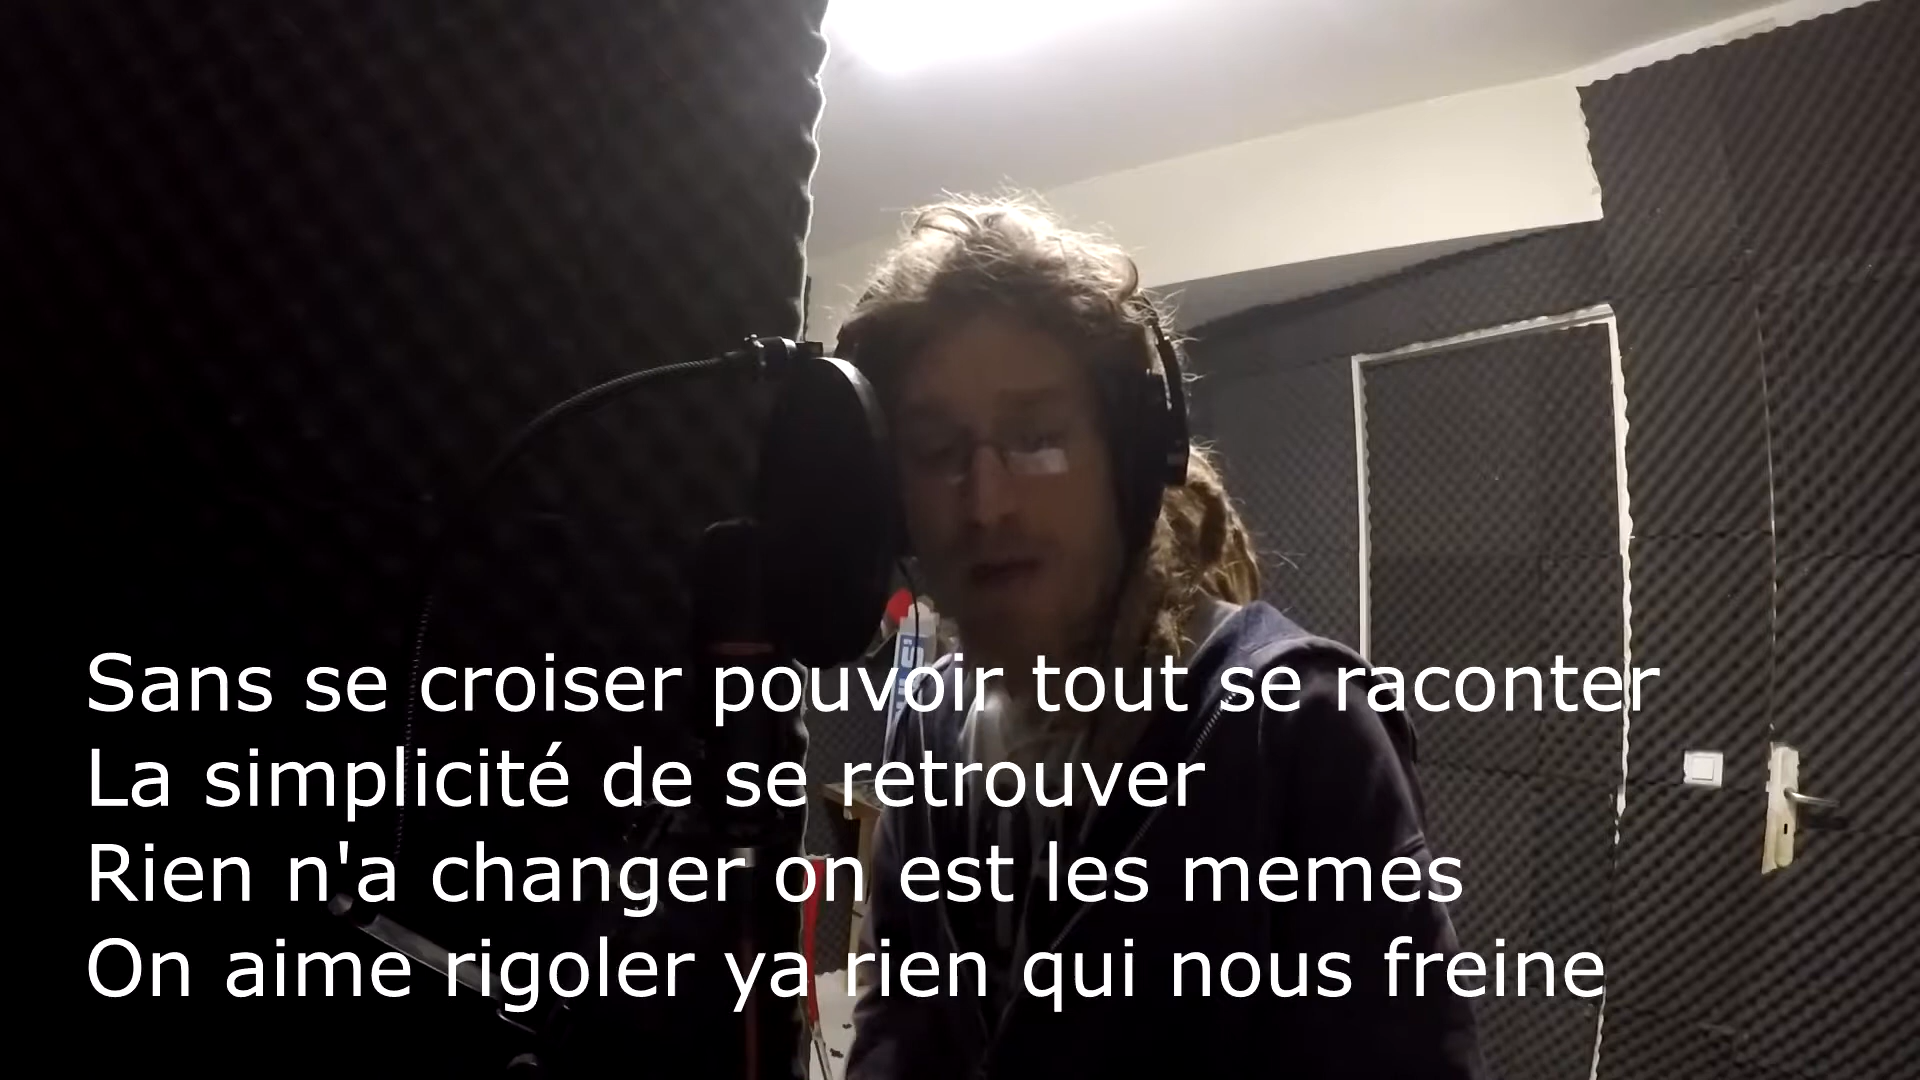 Sans se croiser pouvoir tout se raconter
La simplicité de se retrouver
Rien n'a changer on est les memes
On aime rigoler ya rien qui nous freine